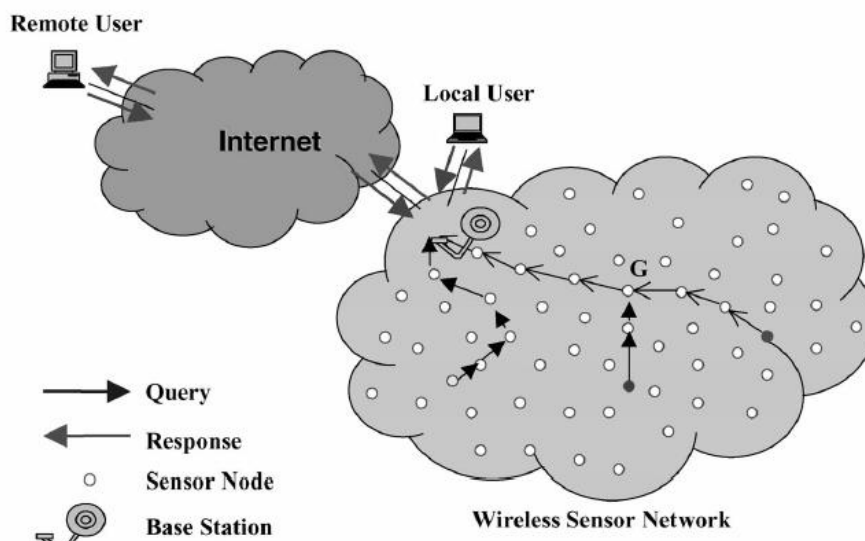 Remote User
Local User
Internet
G
Query
Response
Sensor Node
Base Station
Wireless Sensor Network